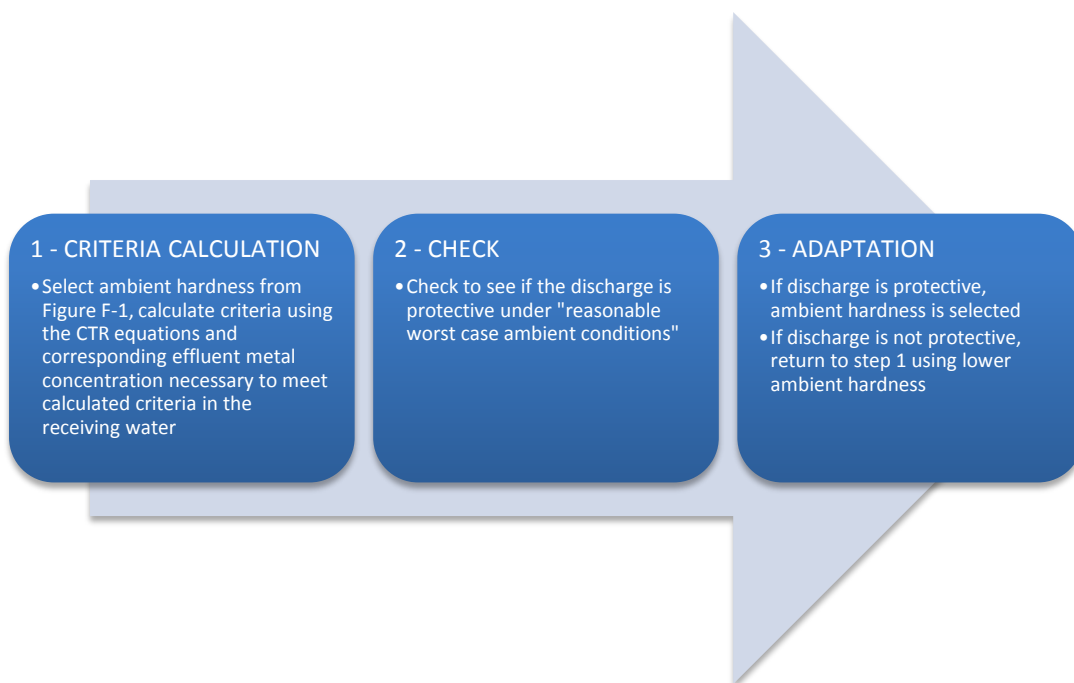 1 - CRITERIA CALCULATION
•Select ambient hardness from
Figure F-1, calculate criteria using
the CTR equations and
corresponding effluent metal
concentration necessary to meet
calculated criteria in the
receiving water
2 - CHECK
•Check to see if the discharge is
protective under "reasonable
worst case ambient conditions"
3 - ADAPTATION
•If discharge is protective,
ambient hardness is selected
•If discharge is not protective,
return to step 1 using lower
ambient hardness